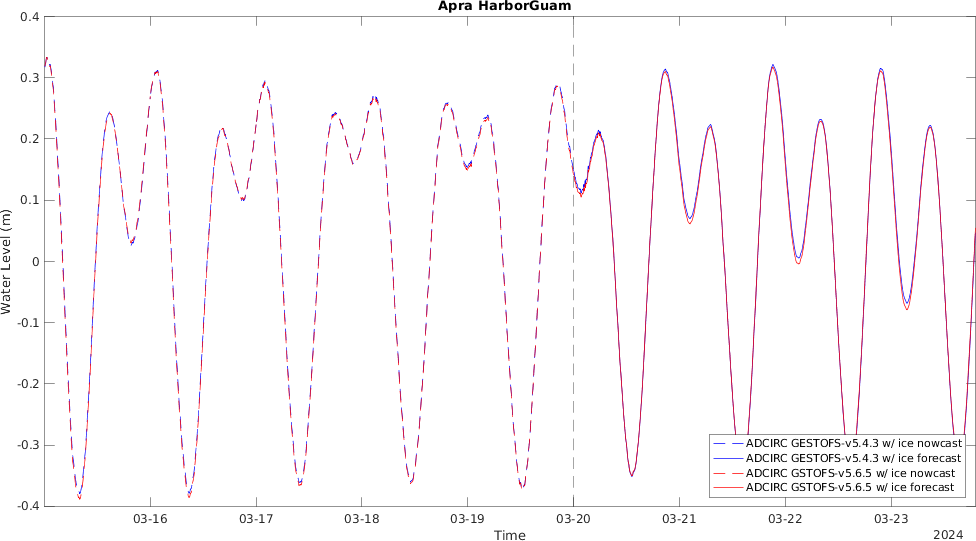 Apra HarborGuam
0.4
0.3
0.2
0.1
0
-0.1
-0.2
-0.3
-0.4
Water Level (m)
ADCIRC GESTOFS-v5.4.3 w/ ice nowcast
ADCIRC GESTOFS-v5.4.3 w/ ice forecast
ADCIRC GSTOFS-v5.6.5 w/ ice nowcast
ADCIRC GSTOFS-v5.6.5 w/ ice forecast
03-16 03-17 03-18 03-19 03-20 03-21 03-22 03-23
Time
2024